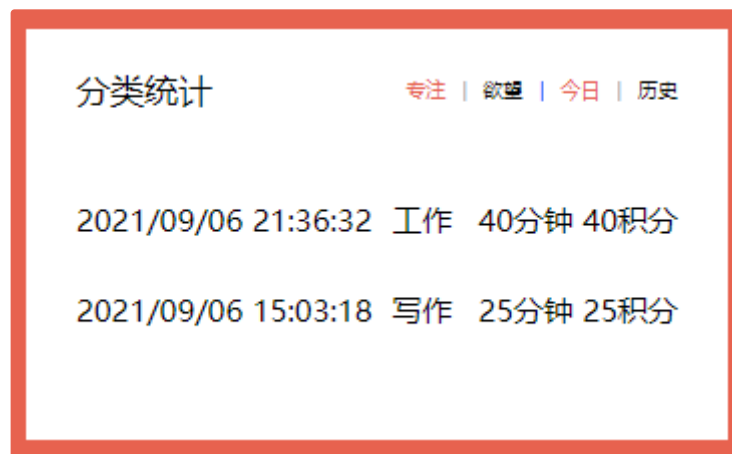 分类统计 专注 | 欲望 | 今日 | 历史
2021/09/06 21:36:32 工作 40分钟 40积分
2021/09/06 15:03:18 写作 25分钟 25积分